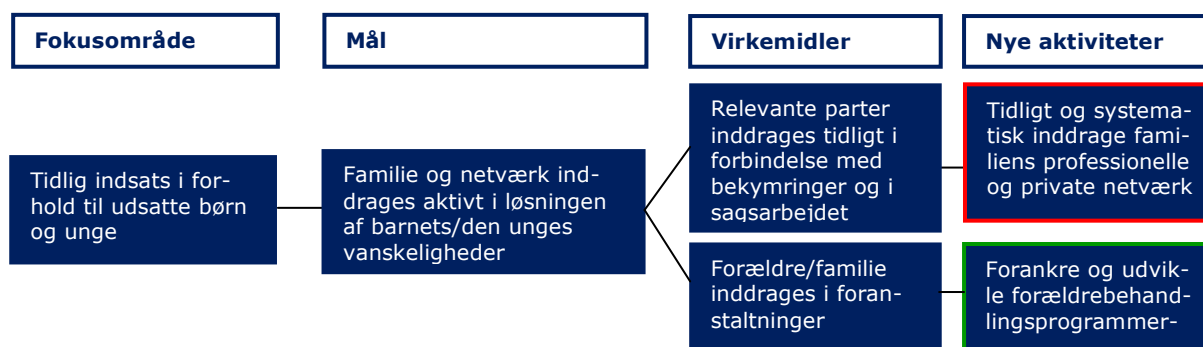 Fokusområde
Mål
Virkemidler
Nye aktiviteter
Tidlig indsats i for-
hold til udsatte børn
og unge
Familie og netværk ind-
drages aktivt i løsningen
af barnets/den unges
vanskeligheder
Relevante parter
inddrages tidligt i
forbindelse med
bekymringer og i
sagsarbejdet
Tidligt og systema-
tisk inddrage fami-
liens professionelle
og private netværk
Forældre/familie
inddrages i foran-
staltninger
Forankre og udvik-
le forældrebehand-
lingsprogrammer-